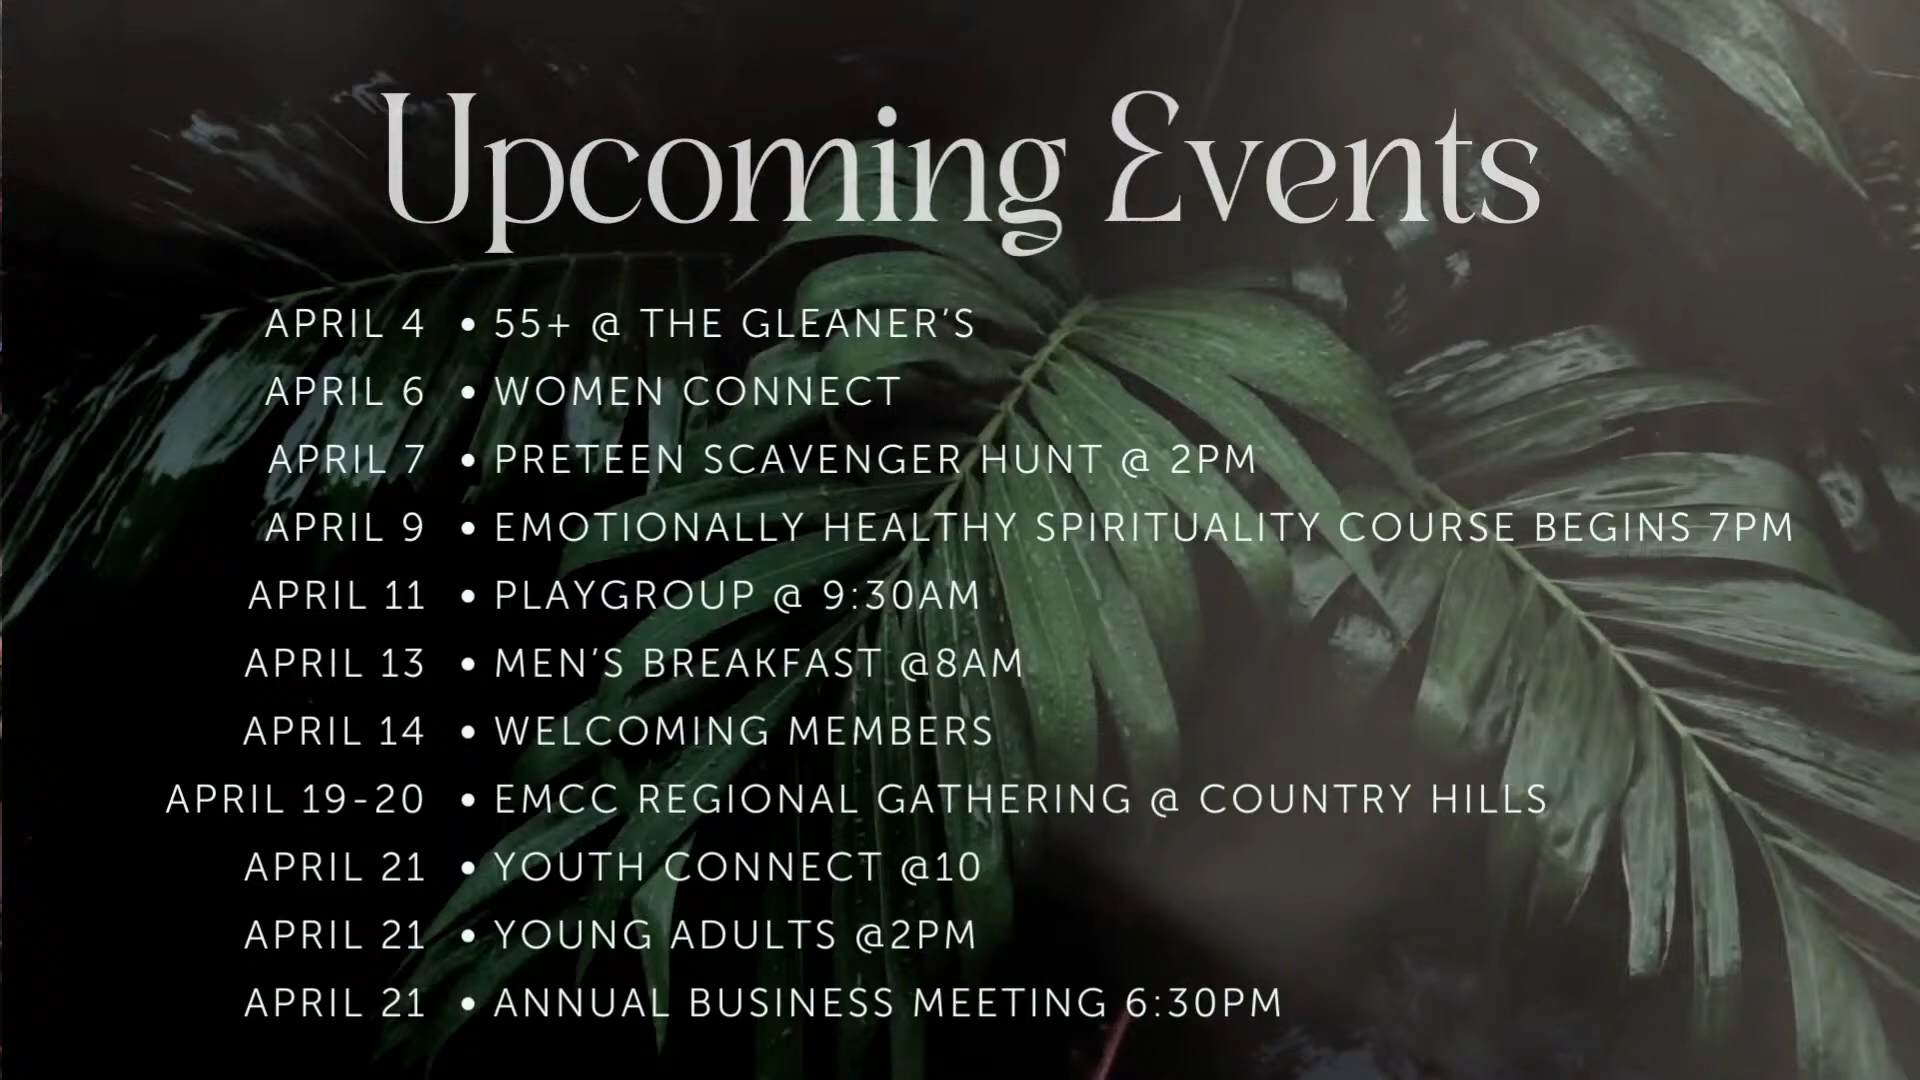 Upcoming Events
APRIL 4 • 55+ @ THE GLEANER’S
APRIL 6 • WOMEN CONNECT
APRIL 7 • PRETEEN SCAVENGER HUNT @ 2PM
APRIL 9 • EMOTIONALLY HEALTHY SPIRITUALITY COURSE BEGINS 7PM
APRIL 11 • PLAYGROUP @ 9:30AM
APRIL 13 • MEN’S BREAKFAST @8AM
APRIL 14 • WELCOMING MEMBERS
APRIL 19-20 • EMCC REGIONAL GATHERING @ COUNTRY HILLS
APRIL 21 • YOUTH CONNECT @10
APRIL 21 • YOUNG ADULTS @2PM
APRIL 21 • ANNUAL BUSINESS MEETING 6:30PM